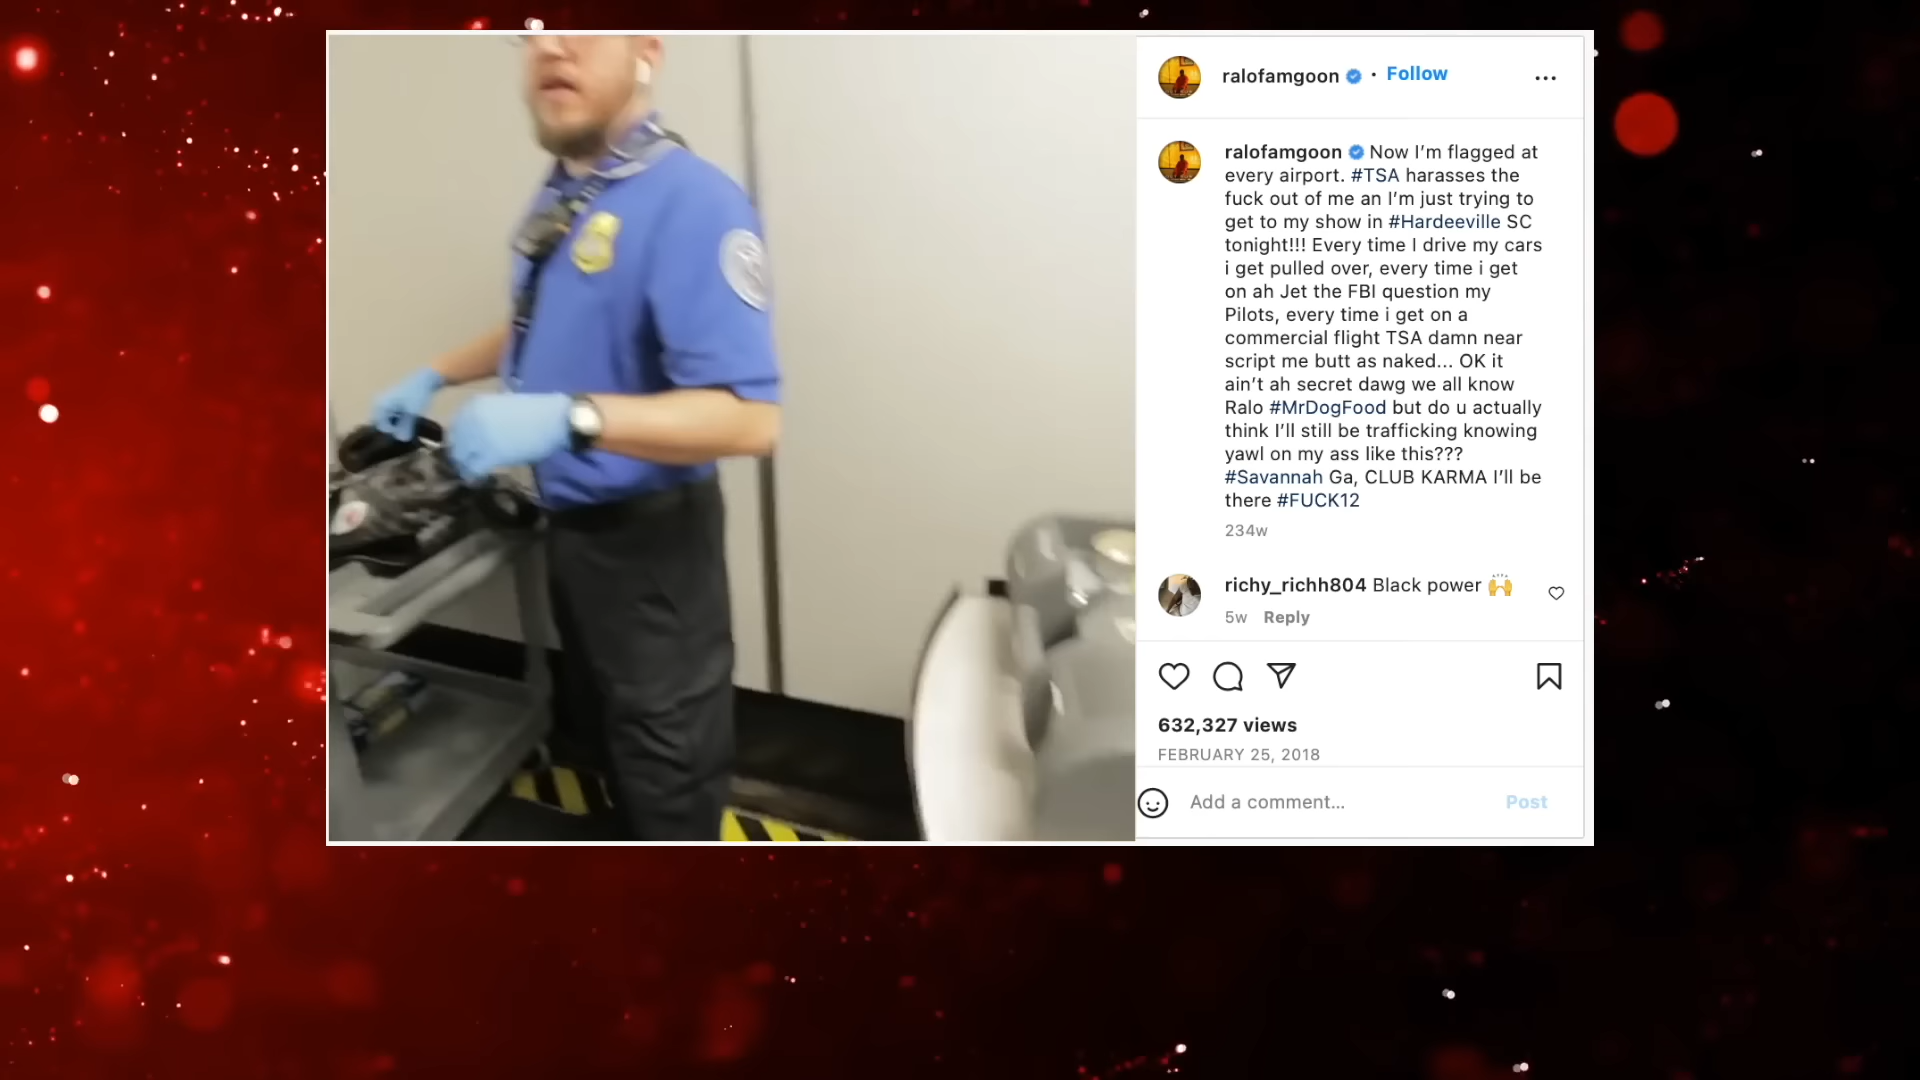 ralofamgoon • Follow
ralofamgoon Now I'm flagged at
every airport. #TSA harasses the
fuck out of me an I'm just trying to
get to my show in #Hardeeville SC
tonight!!! Every time I drive my cars
i get pulled over, every time i get
on ah Jet the FBI question my
Pilots, every time i get on a
commercial flight TSA damn near
script me butt as naked... OK it
ain't ah secret dawg we all know
Ralo #MrDogFood but do u actually
think I'll still be trafficking knowing
yawl on my ass like this???
#Savannah Ga, CLUB KARMA I'll be
there #FUCK12
234w
richy_richh804 Black power 🙌
5w Reply
632,327 views
FEBRUARY 25, 2018
Add a comment... Post